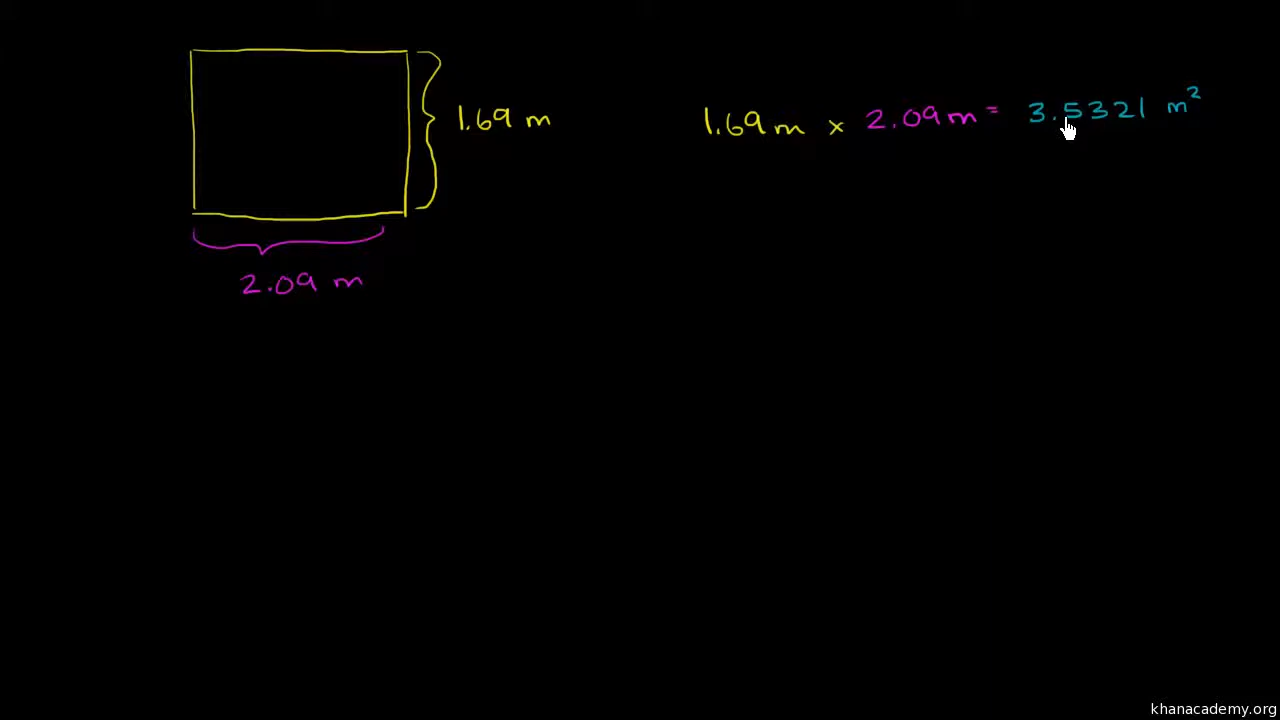 1.69 m
1.69 m × 2.09 m = 3.5321 m²
2.09 m
khanacademy.org